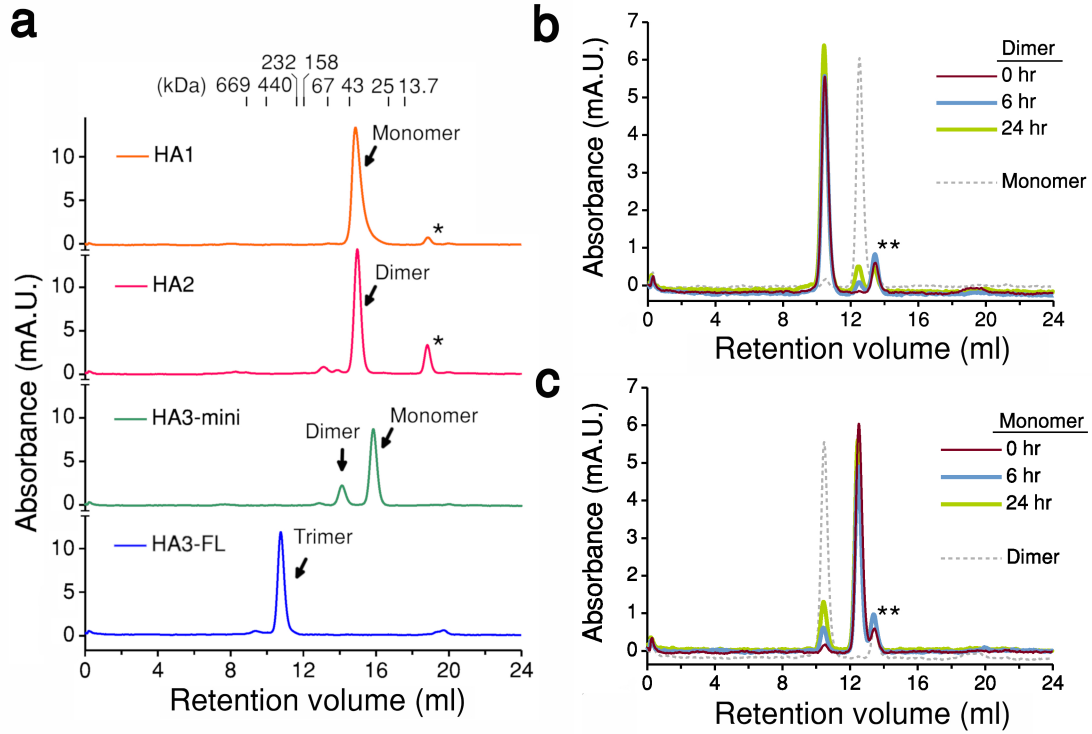 a
232 158
(kDa) 669 440 67 43 25 13.7
Monomer
10
HA1
5
*
0
HA2
Dimer
10
5
*
0
HA3-mini
Dimer
Monomer
10
5
0
HA3-FL
Trimer
10
5
0
0 4 8 12 16 20 24
Retention volume (ml)
Absorbance (mA.U.)
b
7
6
5
4
3
2
1
0
Dimer
0 hr
6 hr
24 hr
Monomer
**
0 4 8 12 16 20 24
Retention volume (ml)
Absorbance (mA.U.)
c
7
6
5
4
3
2
1
0
Monomer
0 hr
6 hr
24 hr
Dimer
**
0 4 8 12 16 20 24
Retention volume (ml)
Absorbance (mA.U.)